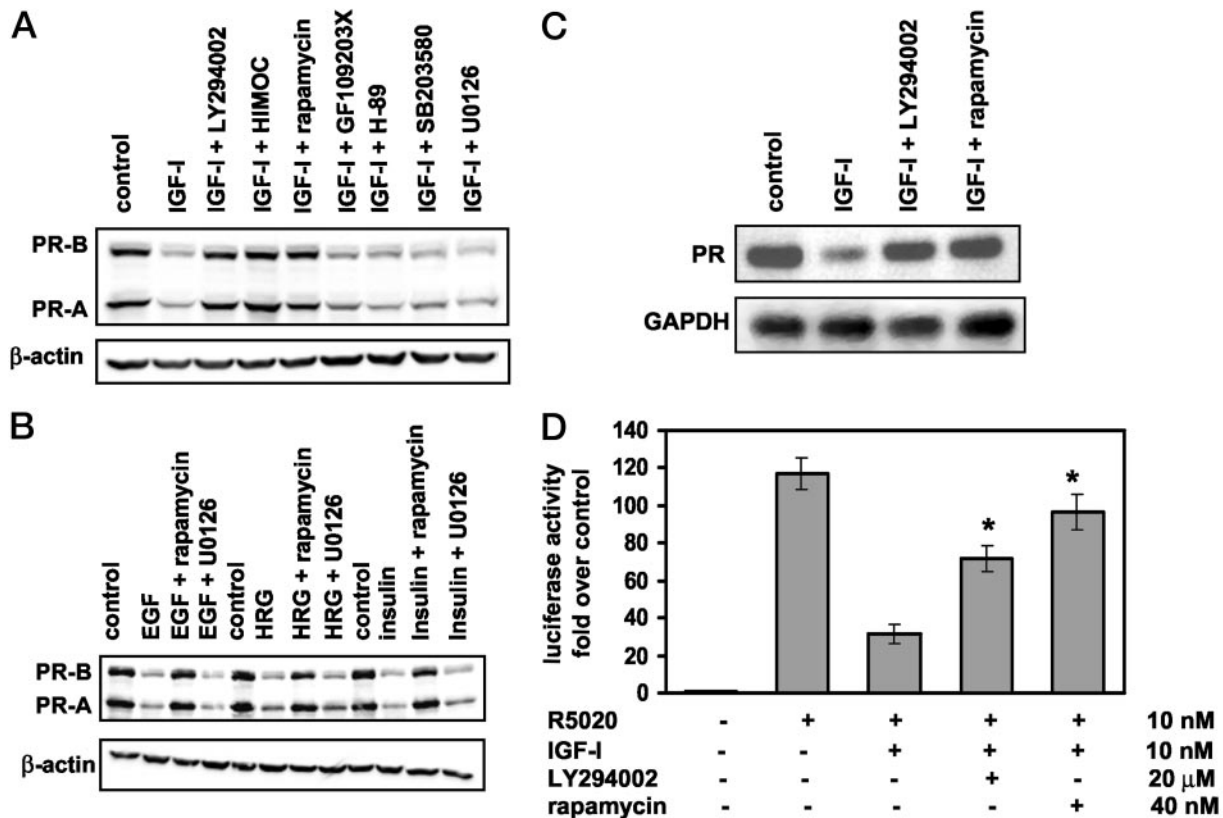 A
control
IGF-I
IGF-I + LY294002
IGF-I + HIMOC
IGF-I + rapamycin
IGF-I + GF109203X
IGF-I + H-89
IGF-I + SB203580
IGF-I + U0126
PR-B
PR-A
β-actin
B
control
EGF
EGF + rapamycin
EGF + U0126
control
HRG
HRG + rapamycin
HRG + U0126
control
insulin
Insulin + rapamycin
Insulin + U0126
PR-B
PR-A
β-actin
C
control
IGF-I
IGF-I + LY294002
IGF-I + rapamycin
PR
GAPDH
D
luciferase activity
fold over control
140
120
100
80
60
40
20
0
* *
R5020 - + + + + 10 nM
IGF-I - - + + + 10 nM
LY294002 - - - + - 20 μM
rapamycin - - - - + 40 nM